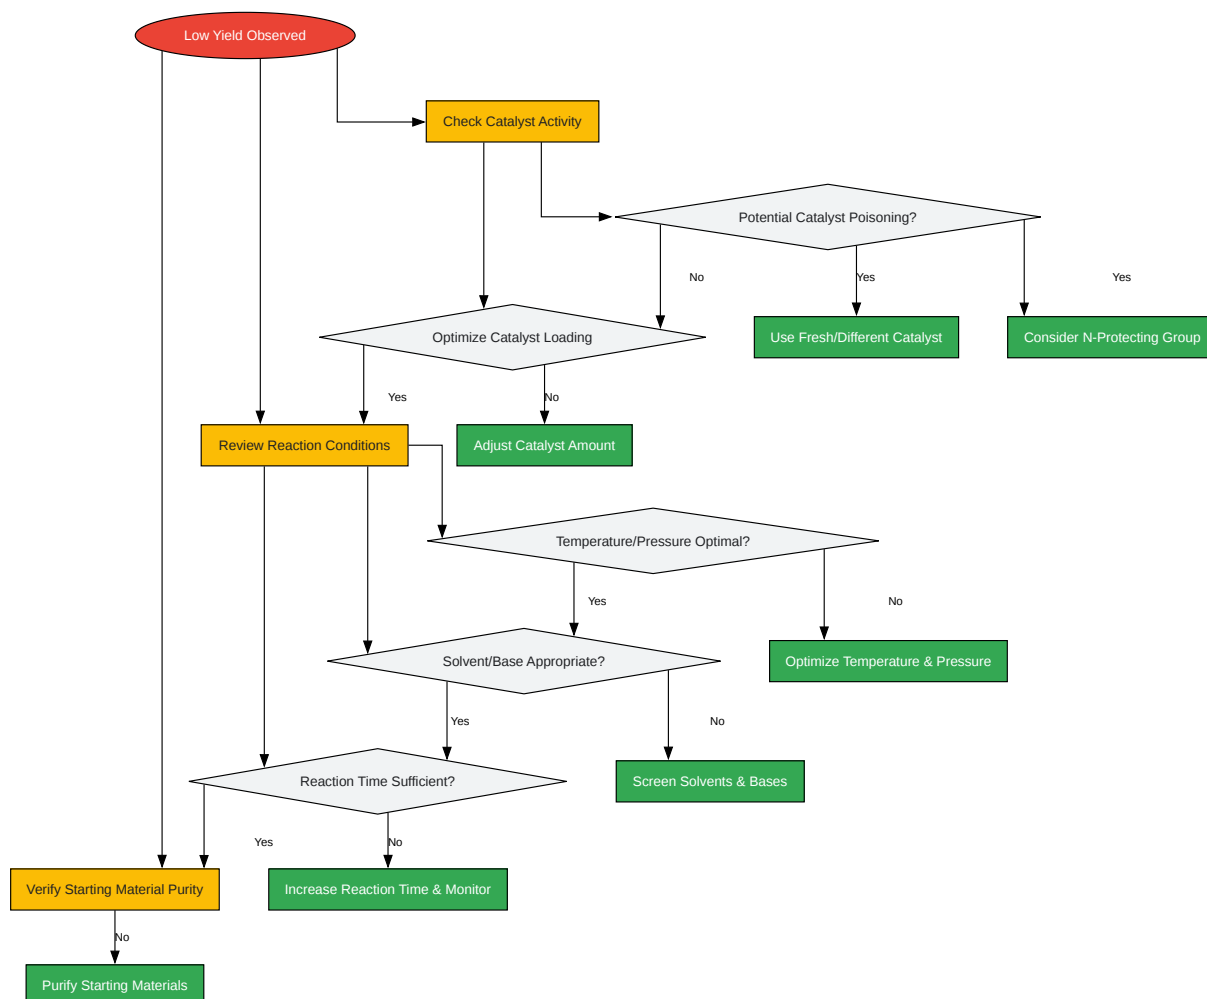 Low Yield Observed
Check Catalyst Activity
Potential Catalyst Poisoning?
No
Yes
Yes
Optimize Catalyst Loading
Use Fresh/Different Catalyst
Consider N-Protecting Group
Yes
No
Review Reaction Conditions
Adjust Catalyst Amount
Temperature/Pressure Optimal?
Yes
No
Solvent/Base Appropriate?
Optimize Temperature & Pressure
Yes
No
Reaction Time Sufficient?
Screen Solvents & Bases
Yes
No
Verify Starting Material Purity
Increase Reaction Time & Monitor
No
Purify Starting Materials